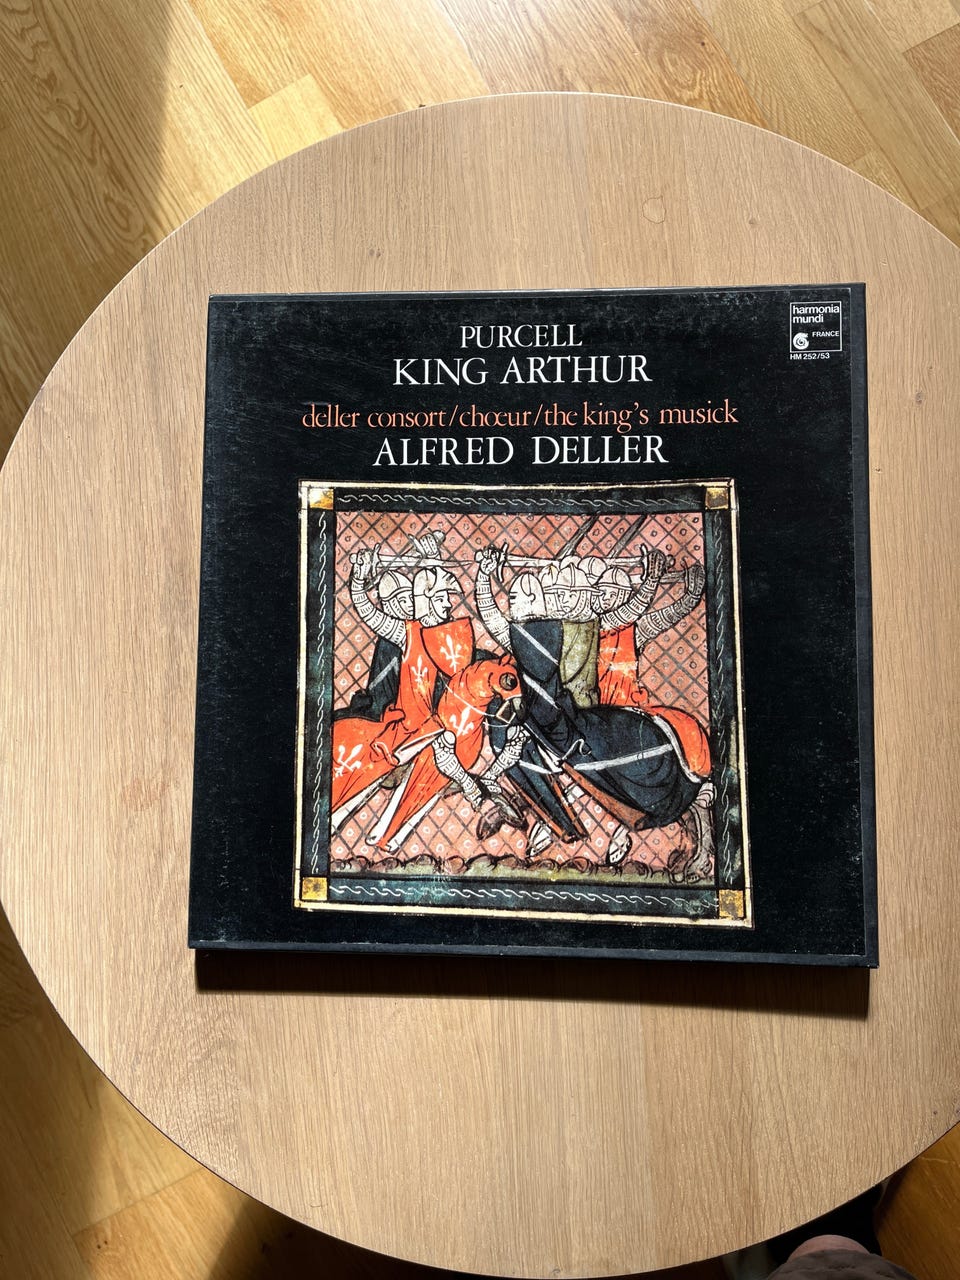 PURCELL
KING ARTHUR
deller consort/chœur/the king's musick
ALFRED DELLER
harmonia
mundi
FRANCE
HM 252/53